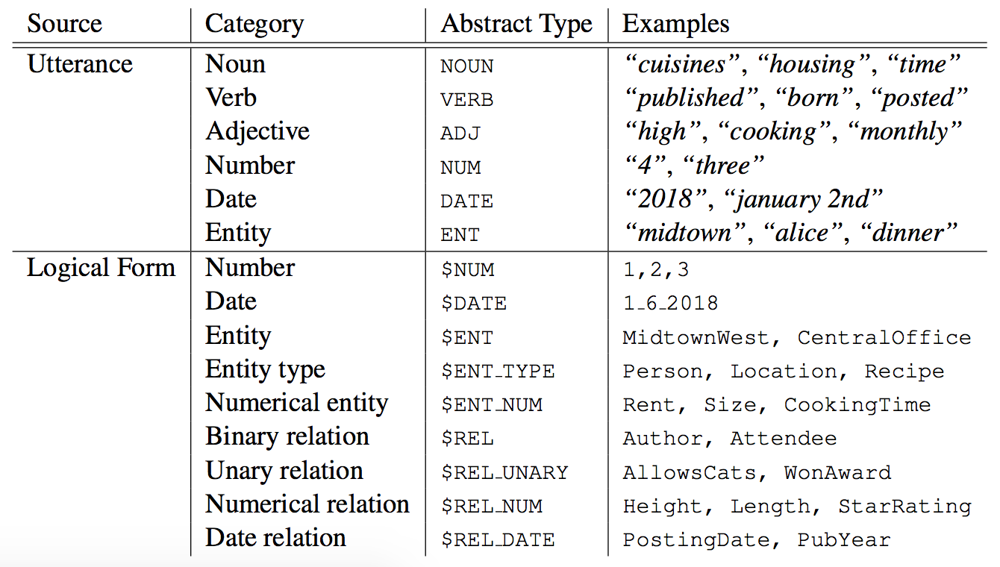 Source Category Abstract Type Examples
Utterance Noun NOUN “cuisines”, “housing”, “time”
Verb VERB “published”, “born”, “posted”
Adjective ADJ “high”, “cooking”, “monthly”
Number NUM “4”, “three”
Date DATE “2018”, “january 2nd”
Entity ENT “midtown”, “alice”, “dinner”
Logical Form Number $NUM 1,2,3
Date $DATE 1_6_2018
Entity $ENT MidtownWest, CentralOffice
Entity type $ENT_TYPE Person, Location, Recipe
Numerical entity $ENT_NUM Rent, Size, CookingTime
Binary relation $REL Author, Attendee
Unary relation $REL_UNARY AllowsCats, WonAward
Numerical relation $REL_NUM Height, Length, StarRating
Date relation $REL_DATE PostingDate, PubYear